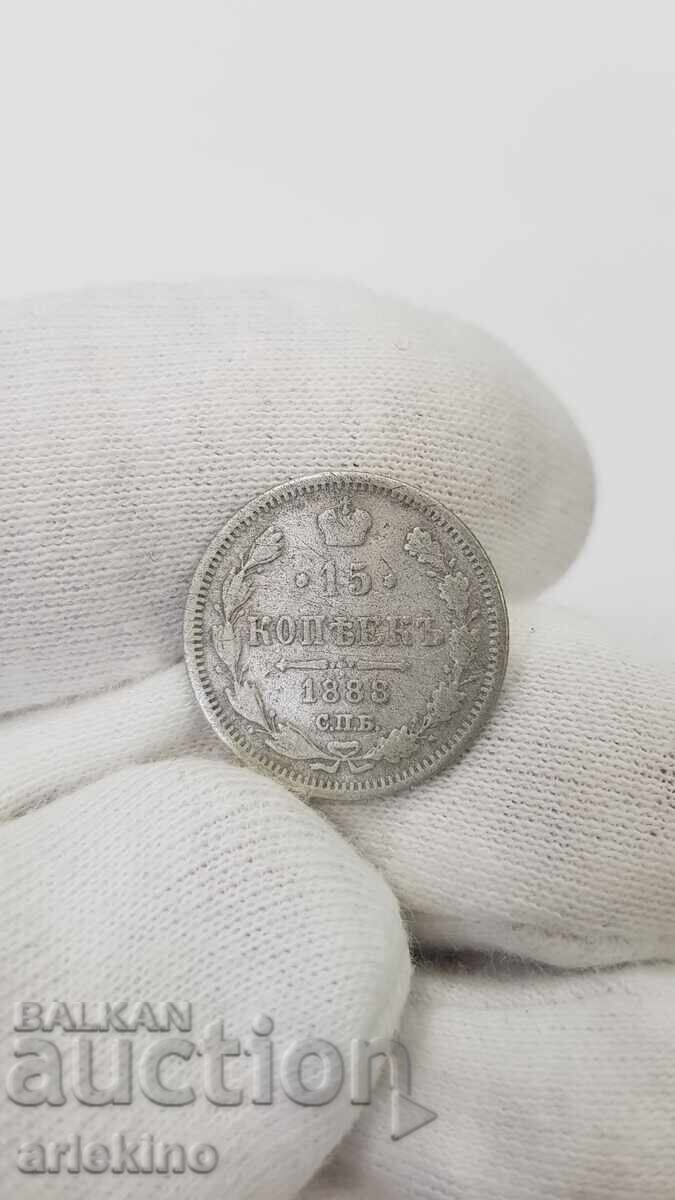 15
КОПѢЕКЪ
1888
С.П.Б.
BALKAN
auction
arlekino